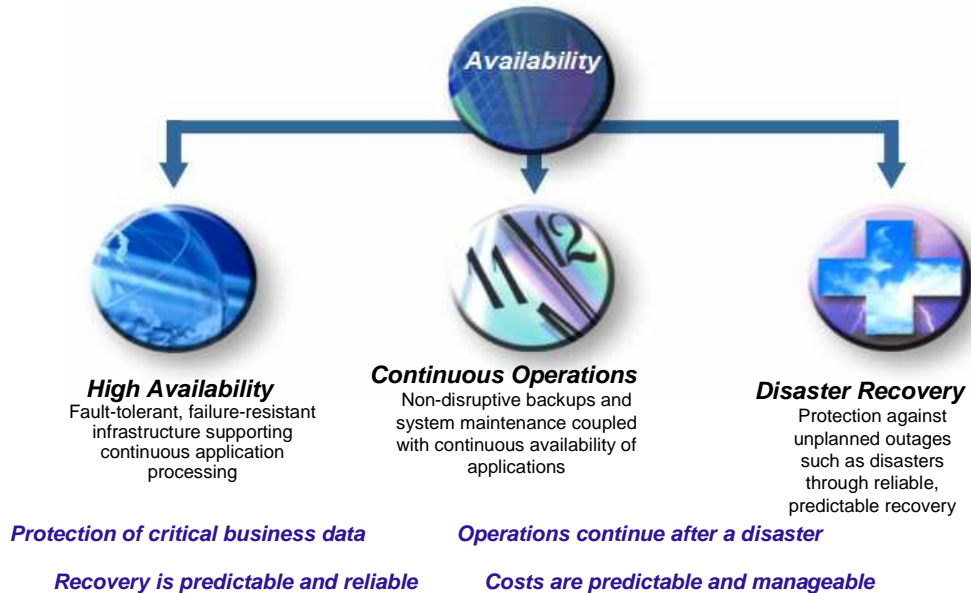 Availability
11 12
High Availability
Fault-tolerant, failure-resistant
infrastructure supporting
continuous application
processing
Continuous Operations
Non-disruptive backups and
system maintenance coupled
with continuous availability of
applications
Disaster Recovery
Protection against
unplanned outages
such as disasters
through reliable,
predictable recovery
Protection of critical business data
Operations continue after a disaster
Recovery is predictable and reliable
Costs are predictable and manageable